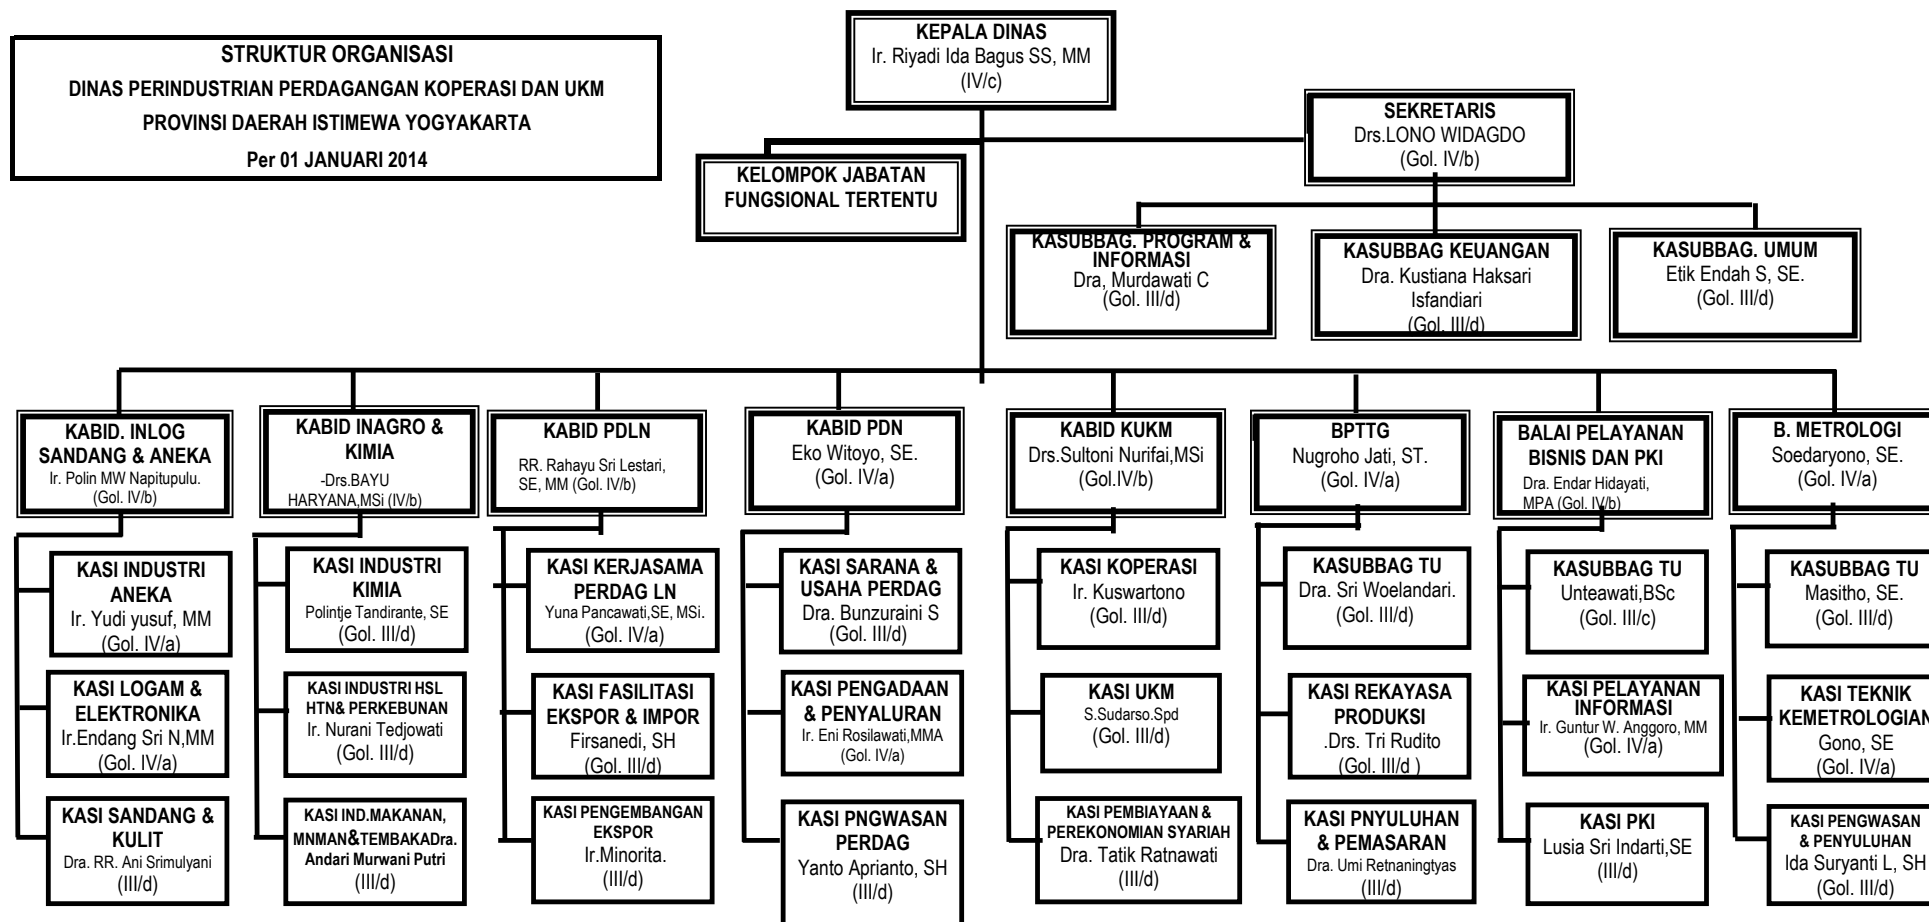 STRUKTUR ORGANISASI
DINAS PERINDUSTRIAN PERDAGANGAN KOPERASI DAN UKM
PROVINSI DAERAH ISTIMEWA YOGYAKARTA
Per 01 JANUARI 2014
KEPALA DINAS
Ir. Riyadi Ida Bagus SS, MM
(IV/c)
SEKRETARIS
Drs.LONO WIDAGDO
(Gol. IV/b)
KELOMPOK JABATAN
FUNGSIONAL TERTENTU
KASUBBAG. PROGRAM &
INFORMASI
Dra, Murdawati C
(Gol. III/d)
KASUBBAG KEUANGAN
Dra. Kustiana Haksari
Isfandiari
(Gol. III/d)
KASUBBAG. UMUM
Etik Endah S, SE.
(Gol. III/d)
KABID. INLOG
SANDANG & ANEKA
Ir. Polin MW Napitupulu.
(Gol. IV/b)
KABID INAGRO &
KIMIA
-Drs.BAYU
HARYANA,MSi (IV/b)
KABID PDLN
RR. Rahayu Sri Lestari,
SE, MM (Gol. IV/b)
KABID PDN
Eko Witoyo, SE.
(Gol. IV/a)
KABID KUKM
Drs.Sultoni Nurifai,MSi
(Gol.IV/b)
BPTTG
Nugroho Jati, ST.
(Gol. IV/a)
BALAI PELAYANAN
BISNIS DAN PKI
Dra. Endar Hidayati,
MPA (Gol. IV/b)
B. METROLOGI
Soedaryono, SE.
(Gol. IV/a)
KASI INDUSTRI
ANEKA
Ir. Yudi yusuf, MM
(Gol. IV/a)
KASI INDUSTRI
KIMIA
Polintje Tandirante, SE
(Gol. III/d)
KASI KERJASAMA
PERDAG LN
Yuna Pancawati,SE, MSi.
(Gol. IV/a)
KASI SARANA &
USAHA PERDAG
Dra. Bunzuraini S
(Gol. III/d)
KASI KOPERASI
Ir. Kuswartono
(Gol. III/d)
KASUBBAG TU
Dra. Sri Woelandari.
(Gol. III/d)
KASUBBAG TU
Unteawati,BSc
(Gol. III/c)
KASUBBAG TU
Masitho, SE.
(Gol. III/d)
KASI LOGAM &
ELEKTRONIKA
Ir.Endang Sri N,MM
(Gol. IV/a)
KASI INDUSTRI HSL
HTN& PERKEBUNAN
Ir. Nurani Tedjowati
(Gol. III/d)
KASI FASILITASI
EKSPOR & IMPOR
Firsanedi, SH
(Gol. III/d)
KASI PENGADAAN
& PENYALURAN
Ir. Eni Rosilawati,MMA
(Gol. IV/a)
KASI UKM
S.Sudarso.Spd
(Gol. III/d)
KASI REKAYASA
PRODUKSI
.Drs. Tri Rudito
(Gol. III/d )
KASI PELAYANAN
INFORMASI
Ir. Guntur W. Anggoro, MM
(Gol. IV/a)
KASI TEKNIK
KEMETROLOGIAN
Gono, SE
(Gol. IV/a)
KASI SANDANG &
KULIT
Dra. RR. Ani Srimulyani
(III/d)
KASI IND.MAKANAN,
MNMAN&TEMBAKADra.
Andari Murwani Putri
(III/d)
KASI PENGEMBANGAN
EKSPOR
Ir.Minorita.
(III/d)
KASI PNGWASAN
PERDAG
Yanto Aprianto, SH
(III/d)
KASI PEMBIAYAAN &
PEREKONOMIAN SYARIAH
Dra. Tatik Ratnawati
(III/d)
KASI PNYULUHAN
& PEMASARAN
Dra. Umi Retnaningtyas
(III/d)
KASI PKI
Lusia Sri Indarti,SE
(III/d)
KASI PENGWASAN
& PENYULUHAN
Ida Suryanti L, SH
(Gol. III/d)